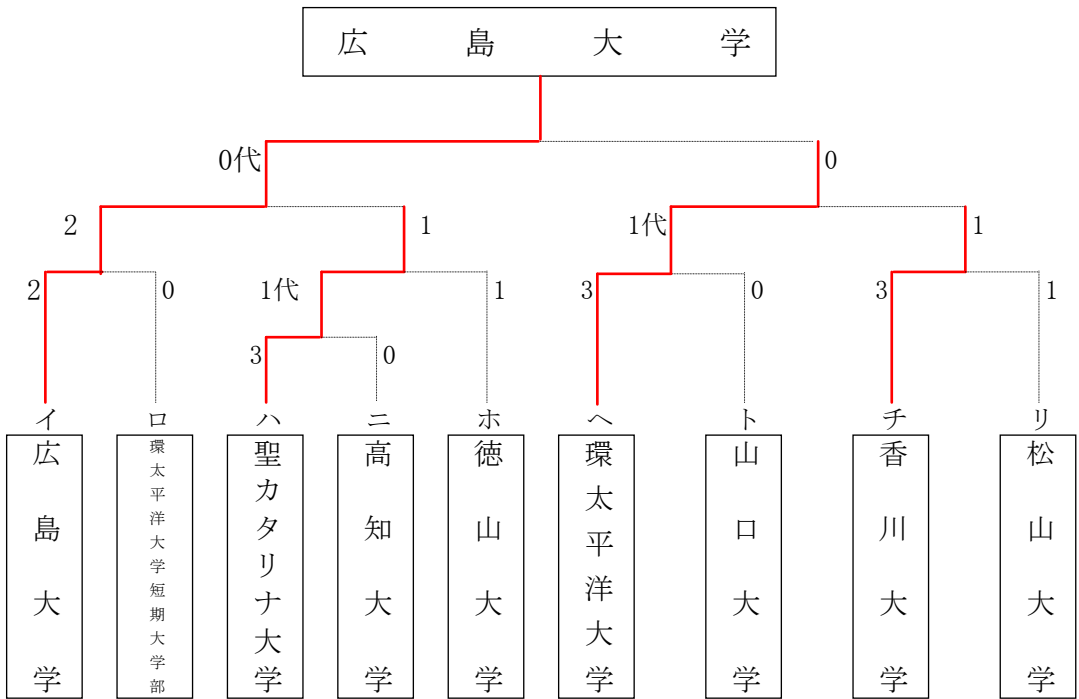 広島大学
0代
0
2
1
1代
1
2
0
1代
1
3
0
3
1
3
0
イ
ロ
ハ
ニ
ホ
ヘ
ト
チ
リ
広島大学
環太平洋大学短期大学部
聖カタリナ大学
高知大学
徳山大学
環太平洋大学
山口大学
香川大学
松山大学